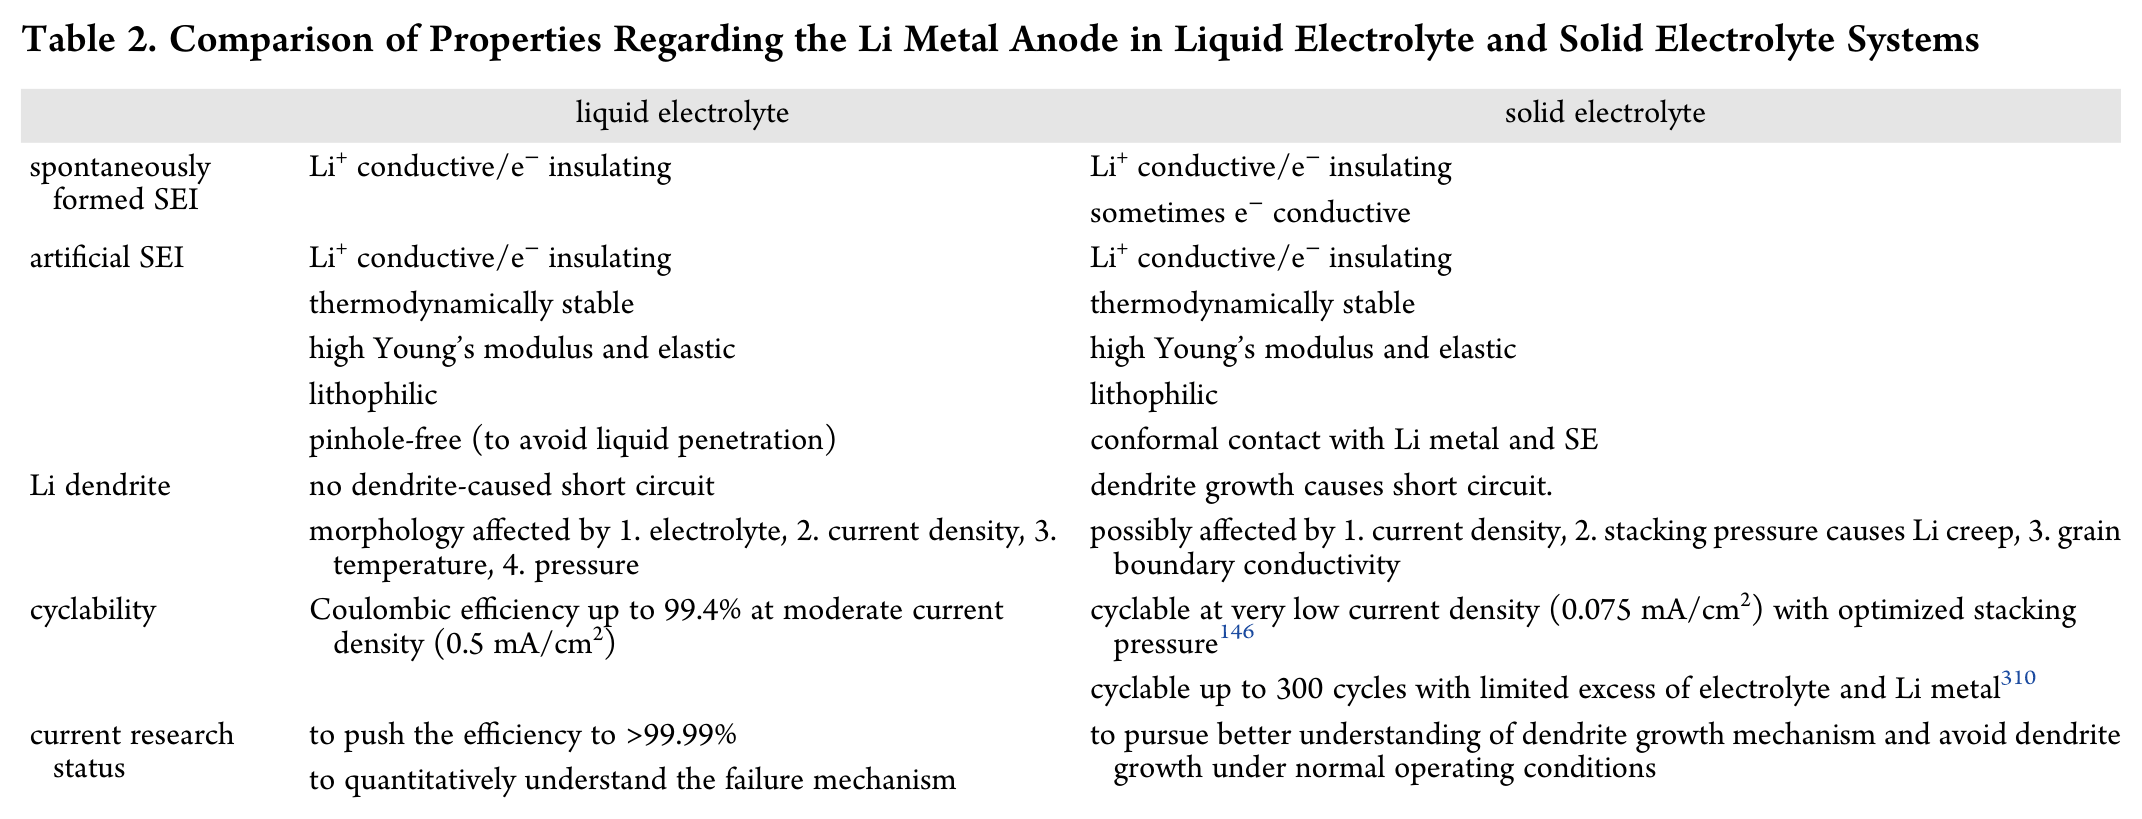 Table 2. Comparison of Properties Regarding the Li Metal Anode in Liquid Electrolyte and Solid Electrolyte Systems
liquid electrolyte solid electrolyte
spontaneously formed SEI
Li⁺ conductive/e⁻ insulating
Li⁺ conductive/e⁻ insulating
sometimes e⁻ conductive
artificial SEI
Li⁺ conductive/e⁻ insulating
Li⁺ conductive/e⁻ insulating
thermodynamically stable
thermodynamically stable
high Young's modulus and elastic
high Young's modulus and elastic
lithophilic
lithophilic
pinhole-free (to avoid liquid penetration)
conformal contact with Li metal and SE
Li dendrite
no dendrite-caused short circuit
dendrite growth causes short circuit.
morphology affected by 1. electrolyte, 2. current density, 3.
temperature, 4. pressure
possibly affected by 1. current density, 2. stacking pressure causes Li creep, 3. grain
boundary conductivity
cyclability
Coulombic efficiency up to 99.4% at moderate current
density (0.5 mA/cm²)
cyclable at very low current density (0.075 mA/cm²) with optimized stacking
pressure¹⁴⁶
cyclable up to 300 cycles with limited excess of electrolyte and Li metal³¹⁰
current research
status
to push the efficiency to >99.99%
to quantitatively understand the failure mechanism
to pursue better understanding of dendrite growth mechanism and avoid dendrite
growth under normal operating conditions